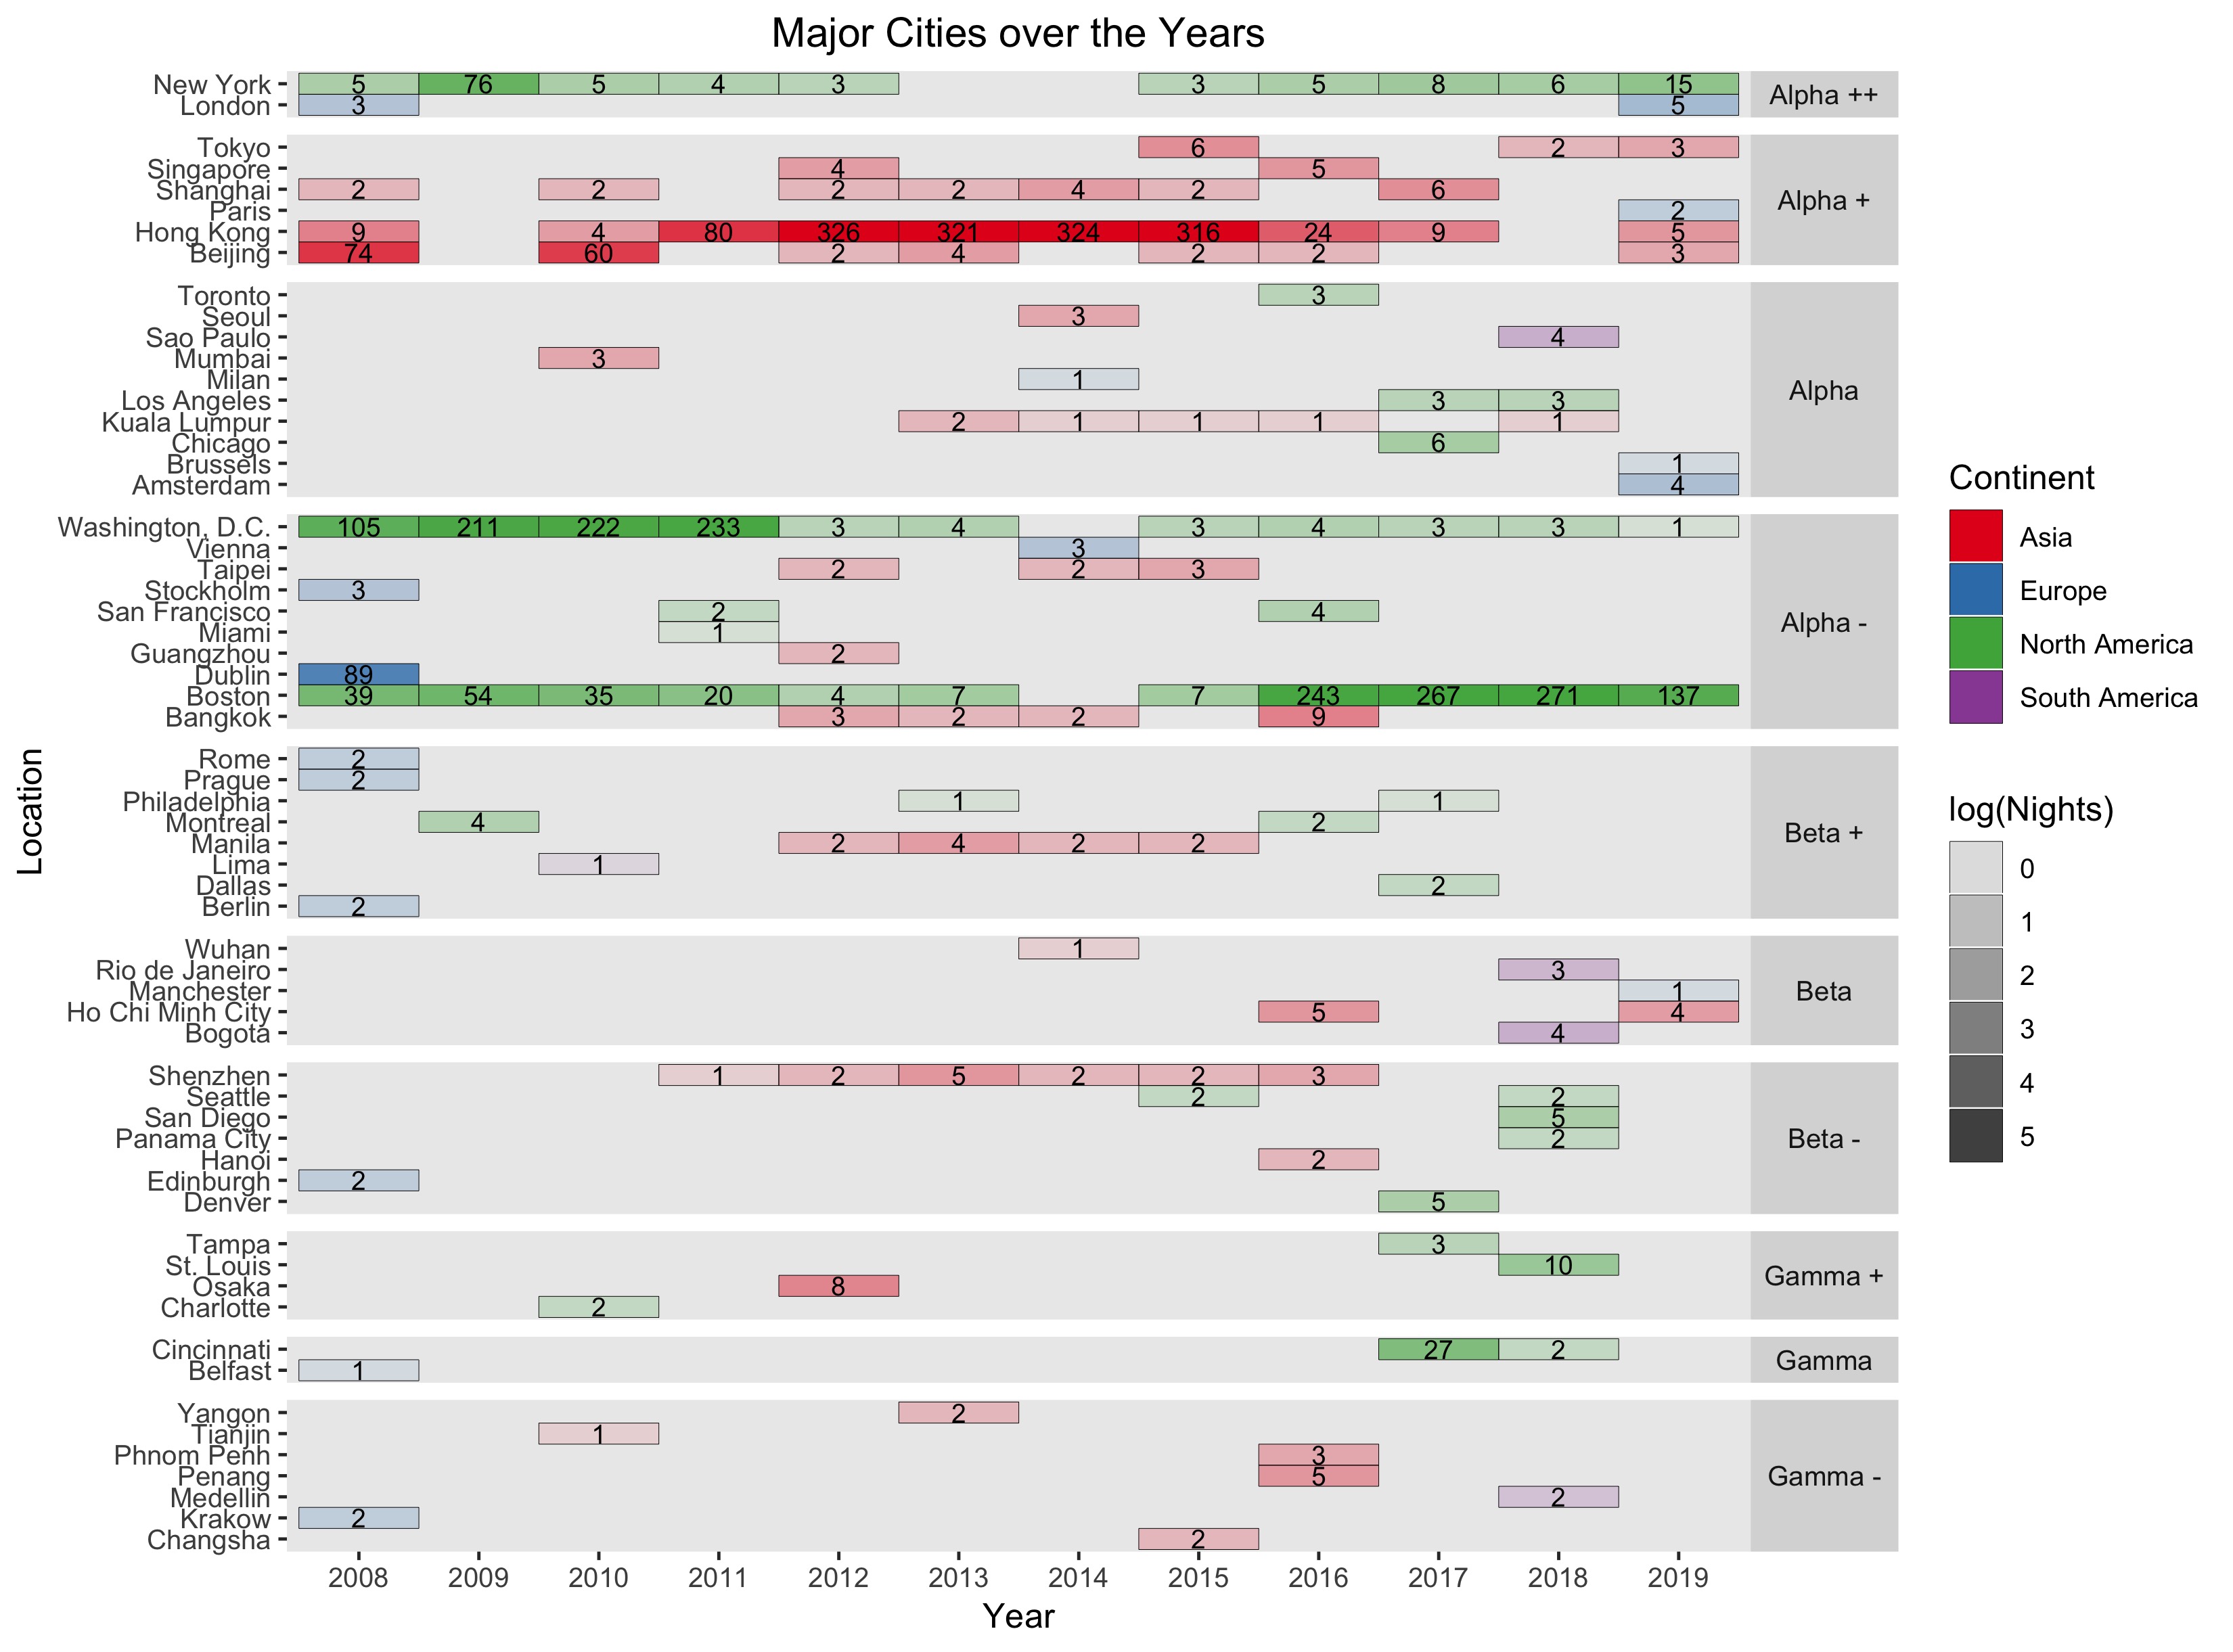 Major Cities over the Years
New York 5 76 5 4 3 3 5 8 6 15
London 3 5
Alpha ++
Tokyo 6 2 3
Singapore 4 5
Shanghai 2 2 2 2 4 2 6
Paris 2
Hong Kong 9 4 80 326 321 324 316 24 9 5
Beijing 74 60 2 4 2 2 3
Alpha +
Toronto 3
Seoul 3
Sao Paulo 4
Mumbai 3
Milan 1
Los Angeles 3 3
Kuala Lumpur 2 1 1 1 1
Chicago 6
Brussels 1
Amsterdam 4
Alpha
Washington, D.C. 105 211 222 233 3 4 3 4 3 3 1
Vienna 3
Taipei 2 2 3
Stockholm 3
San Francisco 2 4
Miami 1
Guangzhou 2
Dublin 89
Boston 39 54 35 20 4 7 7 243 267 271 137
Bangkok 3 2 2 9
Alpha -
Rome 2
Prague 2
Philadelphia 1 1
Montreal 4 2
Manila 2 4 2 2
Lima 1
Dallas 2
Berlin 2
Beta +
Wuhan 1
Rio de Janeiro 3
Manchester 1
Ho Chi Minh City 5 4
Bogota 4
Beta
Shenzhen 1 2 5 2 2 3
Seattle 2 2
San Diego 5
Panama City 2
Hanoi 2
Edinburgh 2
Denver 5
Beta -
Tampa 3
St. Louis 10
Osaka 8
Charlotte 2
Gamma +
Cincinnati 27 2
Belfast 1
Gamma
Yangon 2
Tianjin 1
Phnom Penh 3
Penang 5
Medellin 2
Krakow 2
Changsha 2
Gamma -
2008 2009 2010 2011 2012 2013 2014 2015 2016 2017 2018 2019
Year
Location
Continent
Asia
Europe
North America
South America
log(Nights)
0
1
2
3
4
5